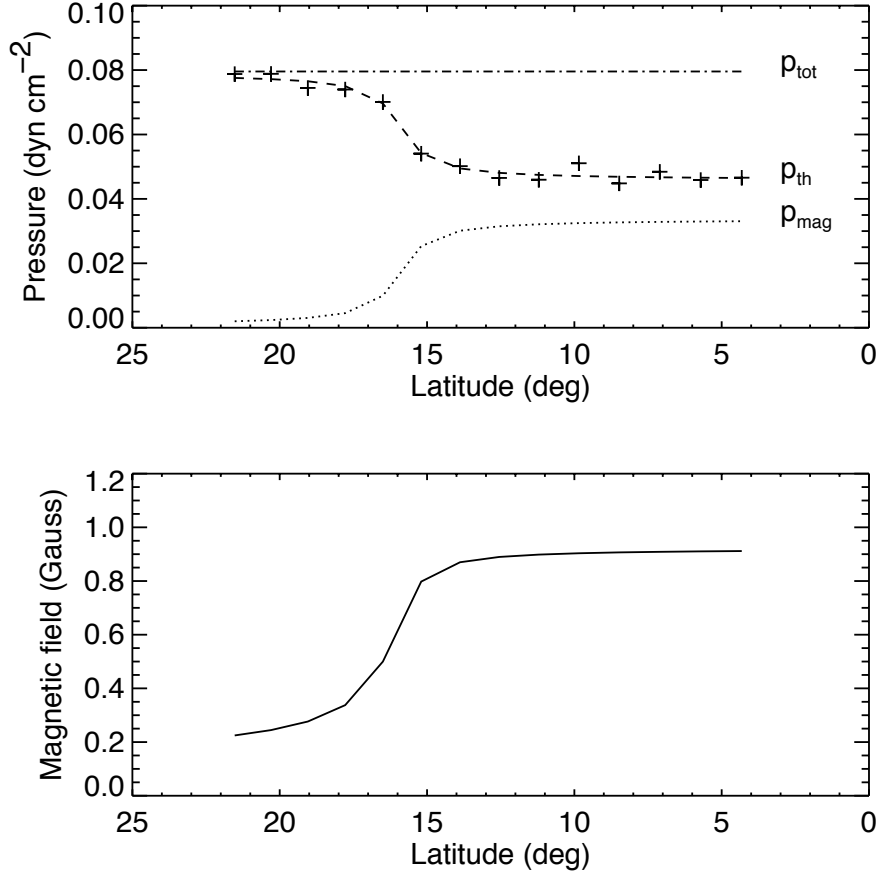 0.10
0.08
0.06
0.04
0.02
0.00
Pressure (dyn cm⁻²)
p_tot
p_th
p_mag
25 20 15 10 5 0
Latitude (deg)
1.2
1.0
0.8
0.6
0.4
0.2
0.0
Magnetic field (Gauss)
25 20 15 10 5 0
Latitude (deg)